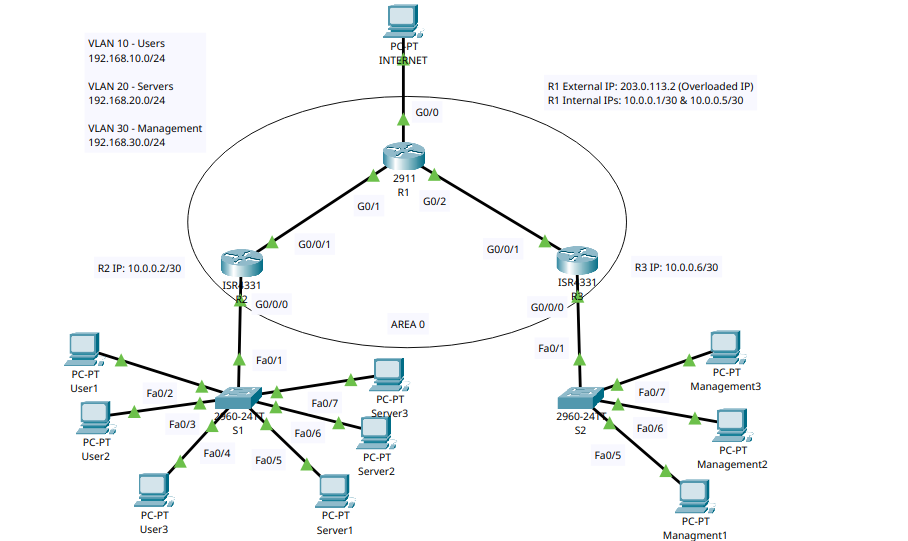 PC-PT
INTERNET
VLAN 10 - Users
192.168.10.0/24
VLAN 20 - Servers
192.168.20.0/24
VLAN 30 - Management
192.168.30.0/24
R1 External IP: 203.0.113.2 (Overloaded IP)
R1 Internal IPs: 10.0.0.1/30 & 10.0.0.5/30
G0/0
2911
R1
G0/1
G0/2
G0/0/1
G0/0/1
R2 IP: 10.0.0.2/30
R3 IP: 10.0.0.6/30
ISR4331
R2
ISR4331
R3
G0/0/0
G0/0/0
AREA 0
Fa0/1
Fa0/1
PC-PT
User1
Fa0/2
PC-PT
User2
Fa0/3
Fa0/4
PC-PT
User3
2960-24TT
S1
Fa0/7
PC-PT
Server3
Fa0/6
PC-PT
Server2
Fa0/5
PC-PT
Server1
2960-24TT
S2
PC-PT
Management3
Fa0/7
Fa0/6
PC-PT
Management2
Fa0/5
PC-PT
Managment1